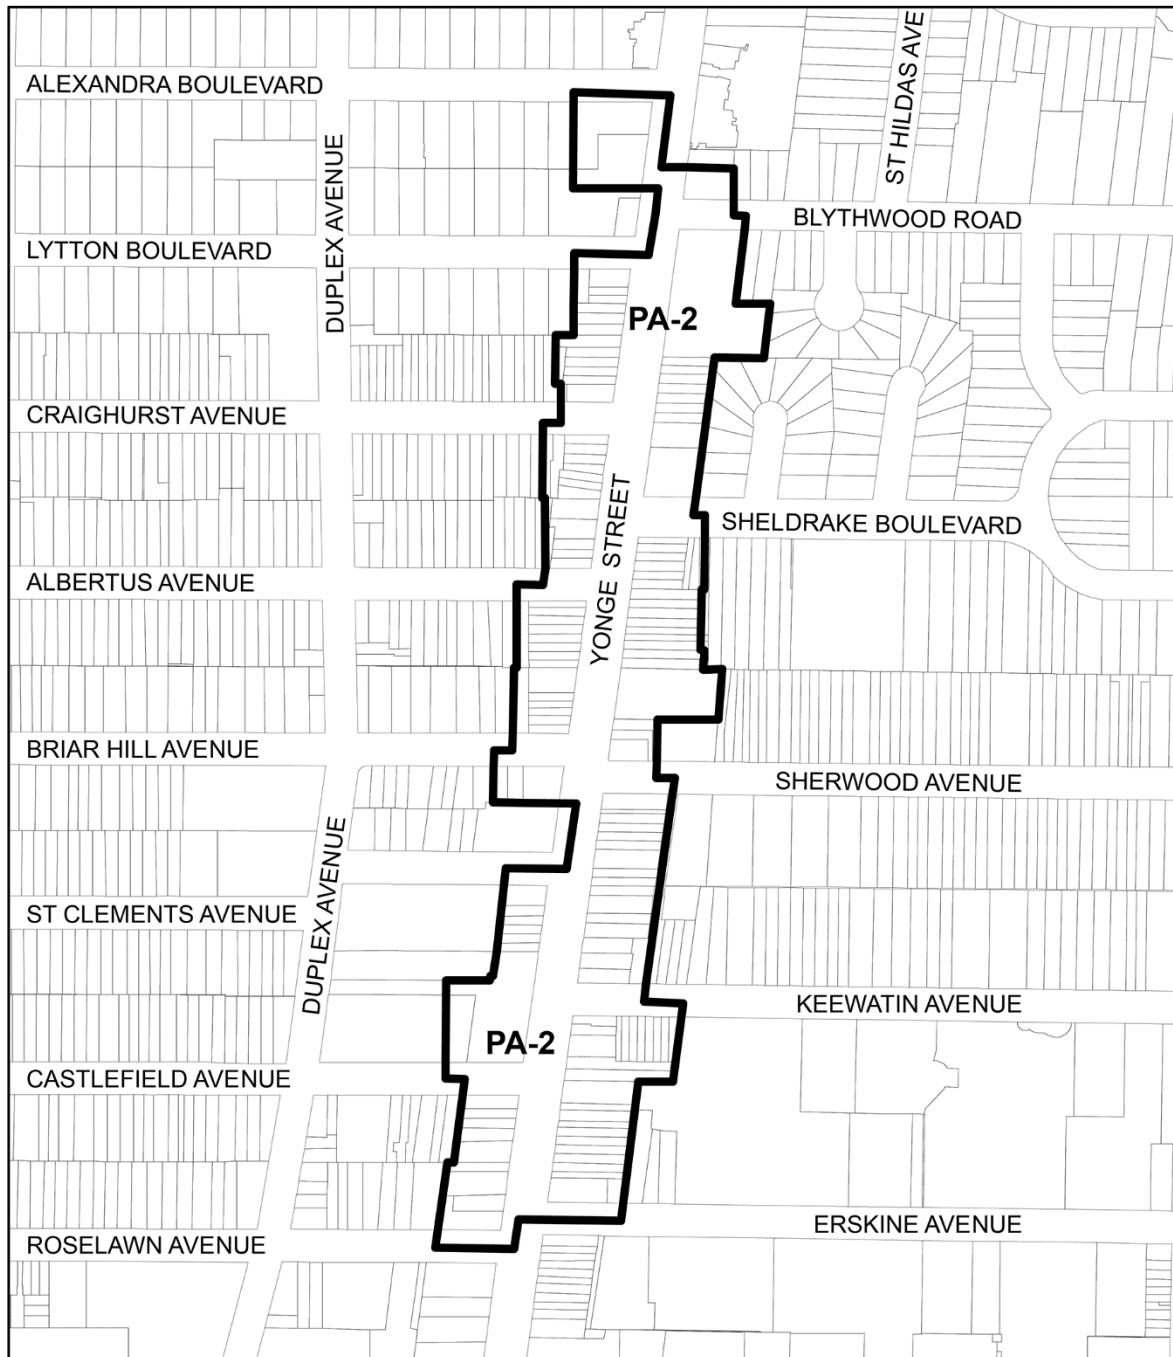 ALEXANDRA BOULEVARD
ST HILDAS AVE
DUPLEX AVENUE
BLYTHWOOD ROAD
LYTTON BOULEVARD
PA-2
CRAIGHURST AVENUE
YONGE STREET
SHELDRAKE BOULEVARD
ALBERTUS AVENUE
BRIAR HILL AVENUE
SHERWOOD AVENUE
DUPLEX AVENUE
ST CLEMENTS AVENUE
KEEWATIN AVENUE
PA-2
CASTLEFIELD AVENUE
ERSKINE AVENUE
ROSELAWN AVENUE